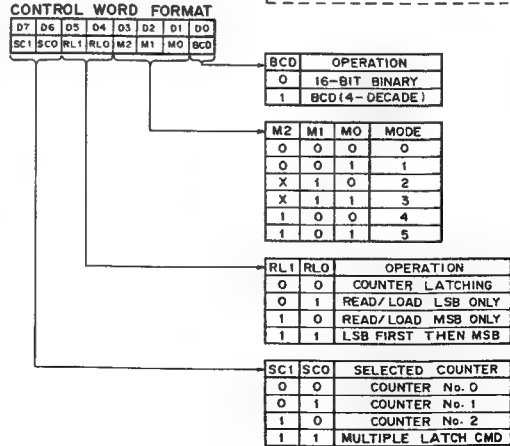 CONTROL WORD FORMAT
D7 D6 D5 D4 D3 D2 D1 D0
SC1 SC0 RL1 RL0 M2 M1 M0 BCD
BCD OPERATION
0 16-BIT BINARY
1 BCD(4-DECADE)
M2 M1 M0 MODE
0 0 0 0
0 0 1 1
X 1 0 2
X 1 1 3
1 0 0 4
1 0 1 5
RL1 RL0 OPERATION
0 0 COUNTER LATCHING
0 1 READ/LOAD LSB ONLY
1 0 READ/LOAD MSB ONLY
1 1 LSB FIRST THEN MSB
SC1 SC0 SELECTED COUNTER
0 0 COUNTER No. 0
0 1 COUNTER No. 1
1 0 COUNTER No. 2
1 1 MULTIPLE LATCH CMD